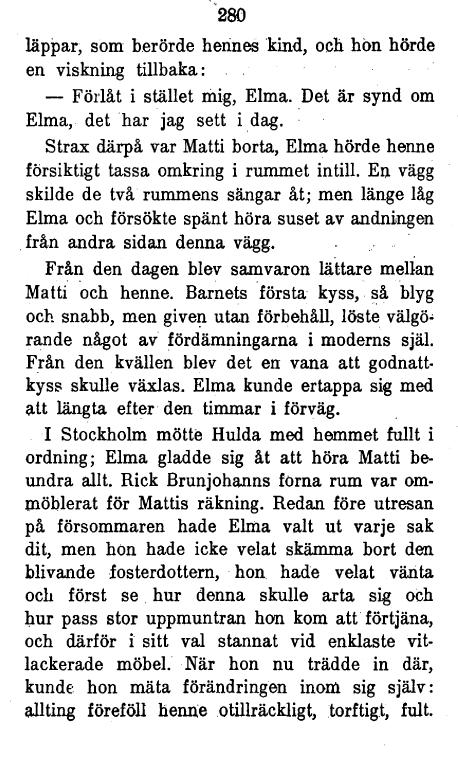 280
läppar, som berörde hennes kind, och hon hörde
en viskning tillbaka:
— Förlåt i stället mig, Elma. Det är synd om
Elma, det har jag sett i dag.
Strax därpå var Matti borta, Elma hörde henne
försiktigt tassa omkring i rummet intill. En vägg
skilde de två rummens sängar åt; men länge låg
Elma och försökte spänt höra suset av andningen
från andra sidan denna vägg.
Från den dagen blev samvaron lättare mellan
Matti och henne. Barnets första kyss, så blyg
och snabb, men given utan förbehåll, löste välgö-
rande något av fördämningarna i moderns själ.
Från den kvällen blev det en vana att godnatt-
kyss skulle växlas. Elma kunde ertappa sig med
att längta efter den timmar i förväg.
I Stockholm mötte Hulda med hemmet fullt i
ordning; Elma gladde sig åt att höra Matti be-
undra allt. Rick Brunjohanns forna rum var om-
möblerat för Mattis räkning. Redan före utresan
på försommaren hade Elma valt ut varje sak
dit, men hon hade icke velat skämma bort den
blivande fosterdottern, hon hade velat vänta
och först se hur denna skulle arta sig och
hur pass stor uppmuntran hon kom att förtjäna,
och därför i sitt val stannat vid enklaste vit-
lackerade möbel. När hon nu trädde in där,
kunde hon mäta förändringen inom sig själv:
allting föreföll henne otillräckligt, torftigt, fult.